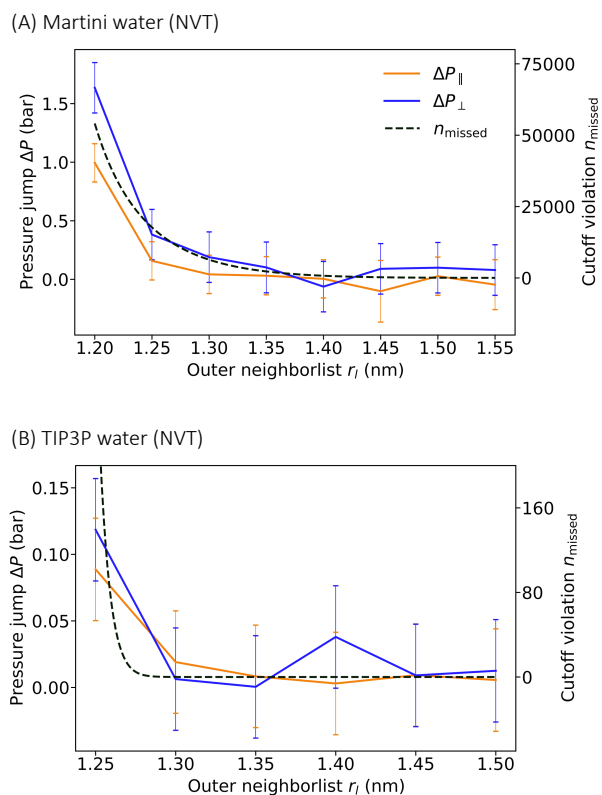 (A) Martini water (NVT)
ΔP∥
ΔP⊥
n_missed
Pressure jump ΔP (bar)
1.5
1.0
0.5
0.0
75000
50000
25000
0
Cutoff violation n_missed
1.20 1.25 1.30 1.35 1.40 1.45 1.50 1.55
Outer neighborlist r_l (nm)
(B) TIP3P water (NVT)
Pressure jump ΔP (bar)
0.15
0.10
0.05
0.00
160
80
0
Cutoff violation n_missed
1.25 1.30 1.35 1.40 1.45 1.50
Outer neighborlist r_l (nm)